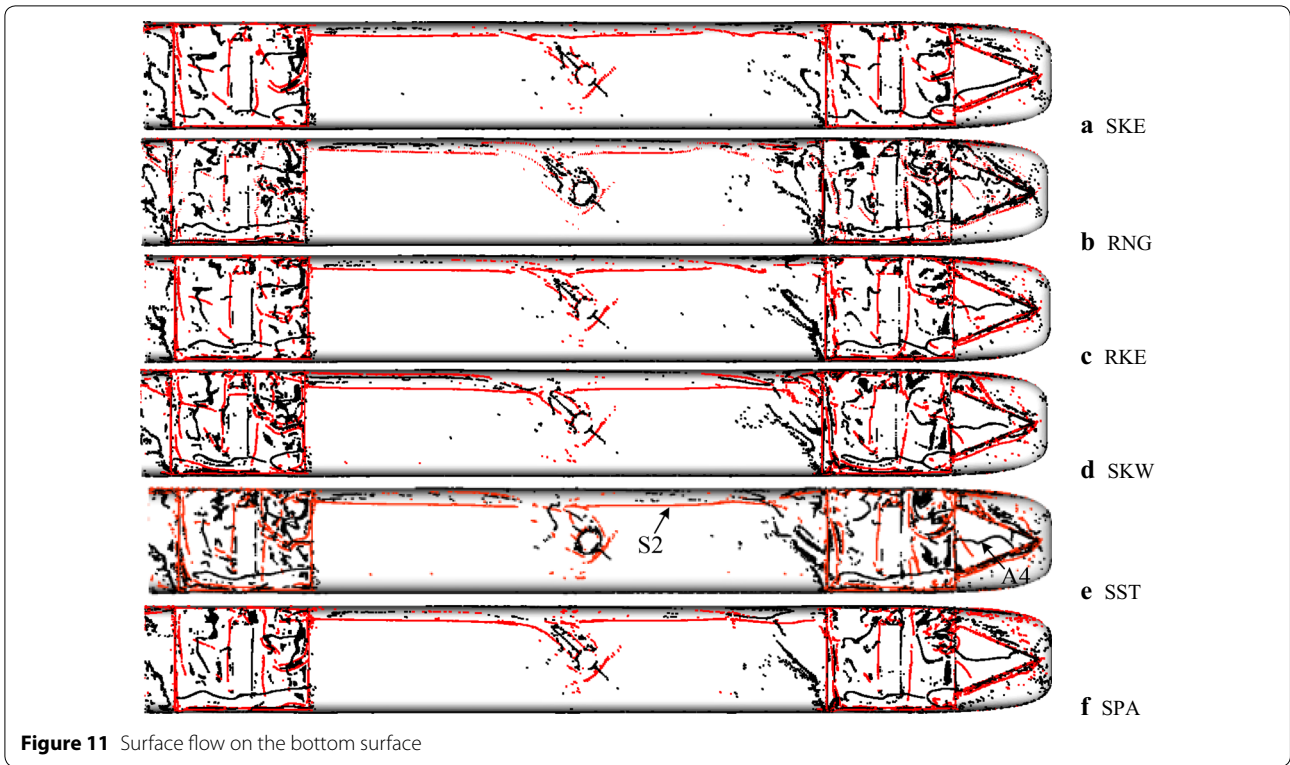 a SKE
b RNG
c RKE
d SKW
S2
A4
e SST
f SPA
Figure 11 Surface flow on the bottom surface